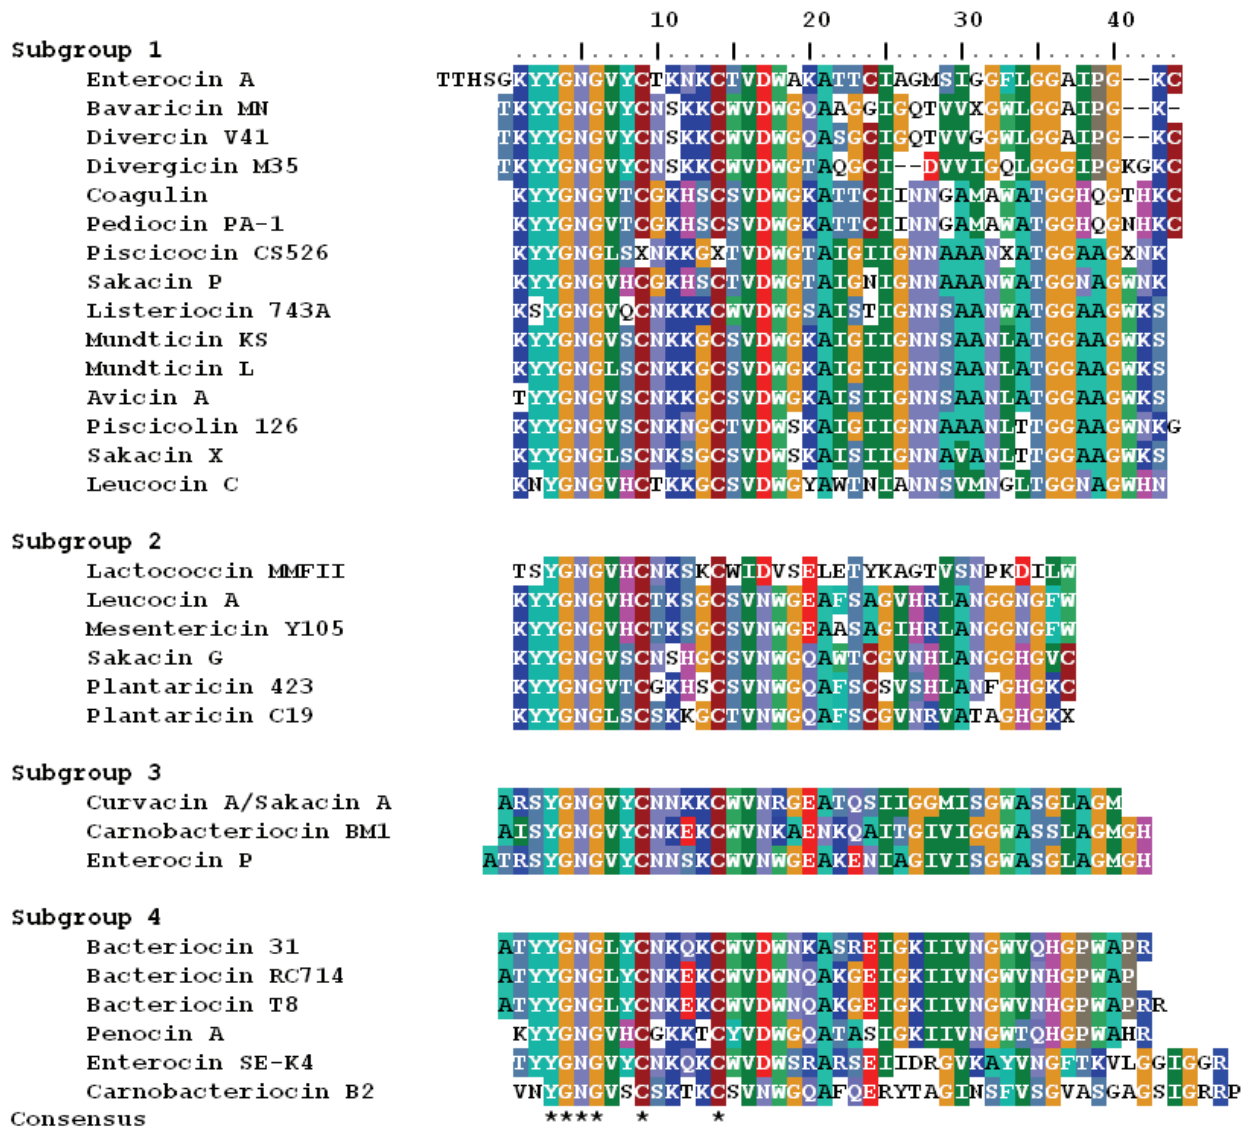 10 20 30 40
Subgroup 1
Enterocin A TTHSGKYYGNGVYCTKNKCTVDWAKATTCIAGMSIGGFLGGAIPG--KC
Bavaricin MN TKYYGNGVYCNSKKCWVDWGQAAGGIGQTVVXGWLGGAIPG--K-
Divercin V41 TKYYGNGVYCNSKKCWVDWGQASGCIGQTVVGGWLGGAIPG--KC
Divergicin M35 TKYYGNGVYCNSKKCWVDWGTAQGCI--DVVIGQLGGGIPGKGKC
Coagulin KYYGNGVTCGKHSCSVDWGKATTCIINNGAMAWATGGHQGTHKC
Pediocin PA-1 KYYGNGVTCGKHSCSVDWGKATTCIINNGAMAWATGGHQGNHKC
Piscicocin CS526 KYYGNGLSXNKKGXTVDWGTAIGIIGNNAAANXATGGAAGXNK
Sakacin P KYYGNGVHCGKHSCTVDWGTAIGNIGNNAAANWATGGNAGWNK
Listeriocin 743A KSYGNGVQCNKKKCWVDWGSAISTIGNNSAANWATGGAAGWKS
Mundticin KS KYYGNGVSCNKKGCSVDWGKAIGIIGNNSAANLATGGAAGWKS
Mundticin L KYYGNGLSCNKKGCSVDWGKAIGIIGNNSAANLATGGAAGWKS
Avicin A TYYGNGVSCNKKGCSVDWGKAISIIGNNSAANLATGGAAGWKS
Piscicolin 126 KYYGNGVSCNKNGCTVDWSKAIGIIGNNAAANLTTGGAAGWNKG
Sakacin X KYYGNGLSCNKSGCSVDWSKAISIIGNNAVANLTTGGAAGWKS
Leucocin C KNYGNGVHCTKKGCSVDWGYAWTNIANNSVMNGLTGGNAGWHN
Subgroup 2
Lactococcin MMFII TSYGNGVHCNKSKCWIDVSELETYKAGTVSNPKDILW
Leucocin A KYYGNGVHCTKSGCSVNWGEAFSAGVHRLANGGNGFW
Mesentericin Y105 KYYGNGVHCTKSGCSVNWGEAASAGIHRLANGGNGFW
Sakacin G KYYGNGVSCNSHGCSVNWGQAWTCGVNHLANGGHGVC
Plantaricin 423 KYYGNGVTCGKHSCSVNWGQAFSCSVSHLANFGHGKC
Plantaricin C19 KYYGNGLSCSKKGCTVNWGQAFSCGVNRVATAGHGKX
Subgroup 3
Curvacin A/Sakacin A ARSYGNGVYCNNKKCWVNRGEATQSIIGGMISGWASGLAGM
Carnobacteriocin BM1 AISYGNGVYCNKEKCWVNKAENKQAITGIVIGGWASSLAGMGH
Enterocin P ATRSYGNGVYCNNSKCWVNWGEAKENIAGIVISGWASGLAGMGH
Subgroup 4
Bacteriocin 31 ATYYGNGLYCNKQKCWVDWNKASREIGKIIVNGWVQHGPWAPR
Bacteriocin RC714 ATYYGNGLYCNKEKCWVDWNQAKGEIGKIIVNGWVNHGPWAP
Bacteriocin T8 ATYYGNGLYCNKEKCWVDWNQAKGEIGKIIVNGWVNHGPWAPRR
Penocin A KYYGNGVHCGKKTCYVDWGQATASIGKIIVNGWTQHGPWAHR
Enterocin SE-K4 TYYGNGVYCNKQKCWVDWSRARSEIIDRGVKAYVNGFTKVLGGIGGR
Carnobacteriocin B2 VNYGNGVSCSKTKCSVNWGQAFQERYTAGINSFVSGVASGAGSIGRRP
Consensus **** * *